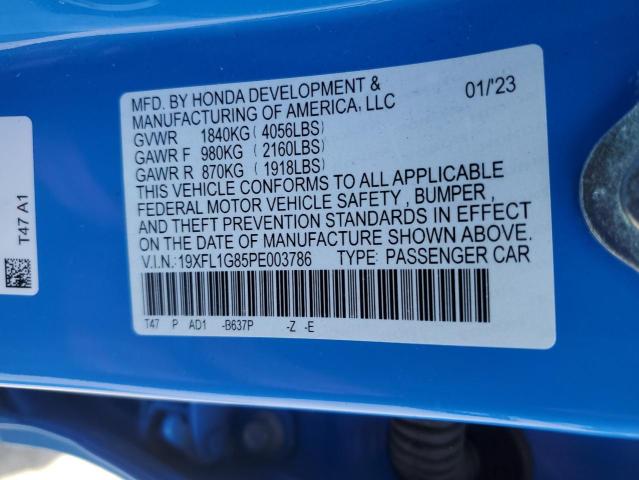 MFD. BY HONDA DEVELOPMENT & 01/'23
MANUFACTURING OF AMERICA, LLC
GVWR 1840KG ( 4056LBS)
GAWR F 980KG ( 2160LBS)
GAWR R 870KG ( 1918LBS)
THIS VEHICLE CONFORMS TO ALL APPLICABLE
FEDERAL MOTOR VEHICLE SAFETY , BUMPER ,
AND THEFT PREVENTION STANDARDS IN EFFECT
ON THE DATE OF MANUFACTURE SHOWN ABOVE.
V.I.N.:19XFL1G85PE003786 TYPE: PASSENGER CAR
T47 P AD1 -B637P -Z -E
T47 A1